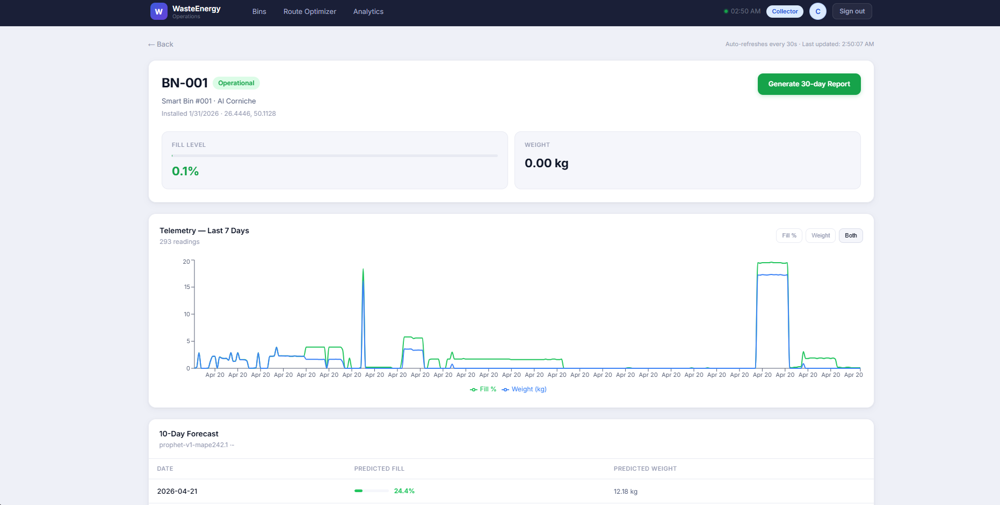 W
WasteEnergy
Operations
Bins
Route Optimizer
Analytics
02:50 AM
Collector
C
Sign out
← Back
Auto-refreshes every 30s · Last updated: 2:50:07 AM
BN-001
Operational
Generate 30-day Report
Smart Bin #001 · Al Corniche
Installed 1/31/2026 · 26.4446, 50.1128
FILL LEVEL
0.1%
WEIGHT
0.00 kg
Telemetry — Last 7 Days
293 readings
Fill %
Weight
Both
20
15
10
5
0
Apr 20 Apr 20 Apr 20 Apr 20 Apr 20 Apr 20 Apr 20 Apr 20 Apr 20 Apr 20 Apr 20 Apr 20 Apr 20 Apr 20 Apr 20 Apr 20 Apr 20 Apr 20 Apr 20 Apr 20 Apr 20 Apr 20 Apr 20 Apr 20 Apr 20 Apr 20 Apr 20 Apr 20 Apr 20
Fill % Weight (kg)
10-Day Forecast
prophet-v1-mape242.1 ·-
DATE PREDICTED FILL PREDICTED WEIGHT
2026-04-21 24.4% 12.18 kg